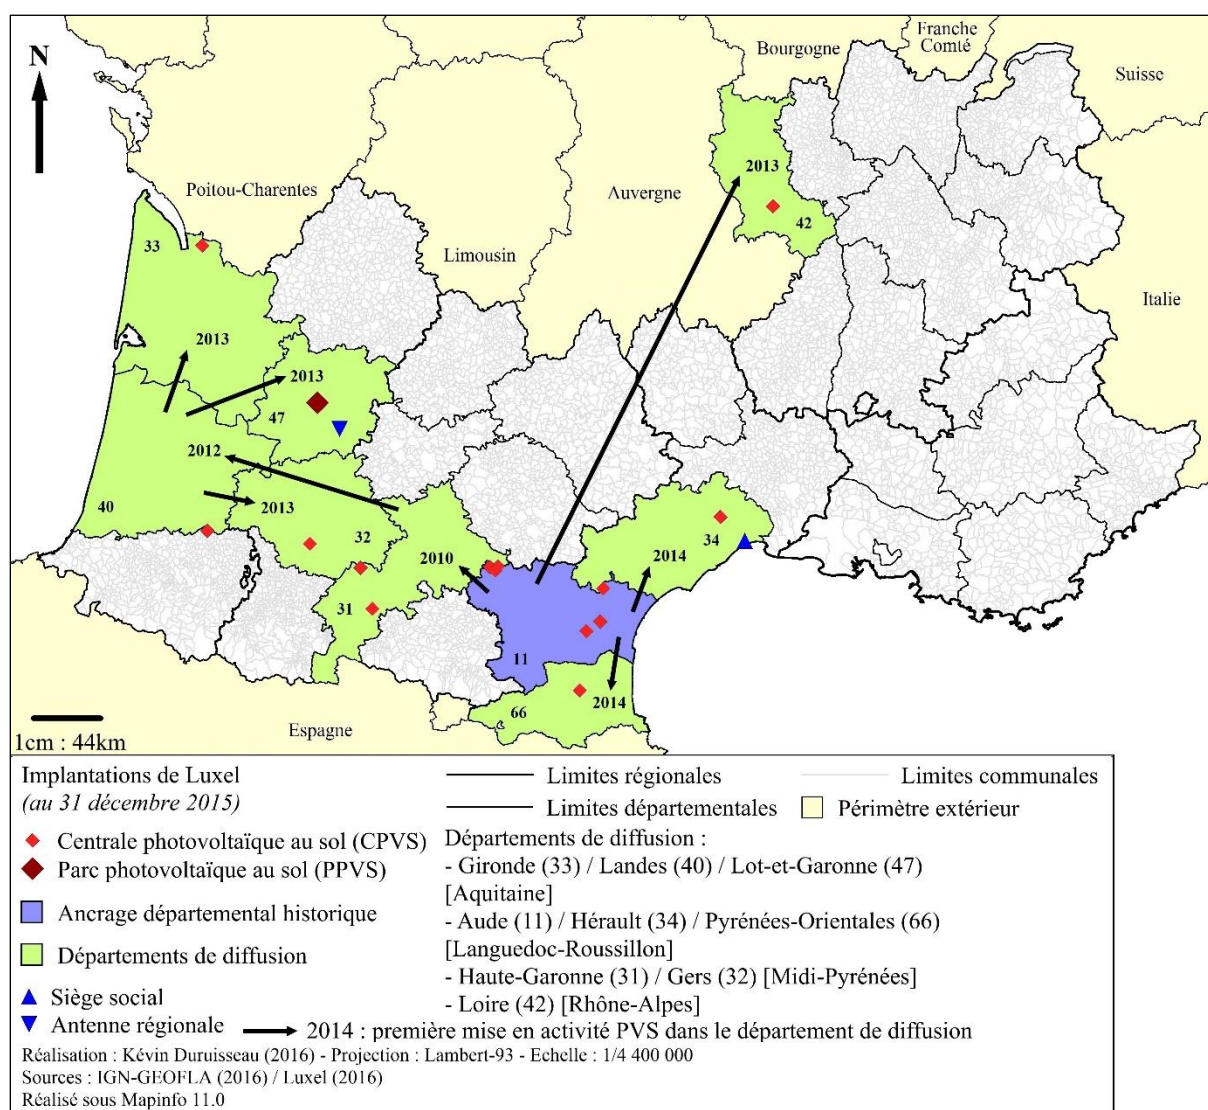 N
Bourgogne
Franche
Comté
Suisse
Poitou-Charentes
Auvergne
Limousin
Italie
Espagne
2013
42
33
2013
2013
47
2012
40
2013
32
2010
31
11
2014
34
2014
66
1cm : 44km
Implantations de Luxel
(au 31 décembre 2015)
Centrale photovoltaïque au sol (CPVS)
Parc photovoltaïque au sol (PPVS)
Ancrage départemental historique
Départements de diffusion
Siège social
Antenne régionale
Limites régionales
Limites communales
Limites départementales
Périmètre extérieur
Départements de diffusion :
- Gironde (33) / Landes (40) / Lot-et-Garonne (47)
[Aquitaine]
- Aude (11) / Hérault (34) / Pyrénées-Orientales (66)
[Languedoc-Roussillon]
- Haute-Garonne (31) / Gers (32) [Midi-Pyrénées]
- Loire (42) [Rhône-Alpes]
2014 : première mise en activité PVS dans le département de diffusion
Réalisation : Kévin Duruisseau (2016) - Projection : Lambert-93 - Echelle : 1/4 400 000
Sources : IGN-GEOFLA (2016) / Luxel (2016)
Réalisé sous Mapinfo 11.0